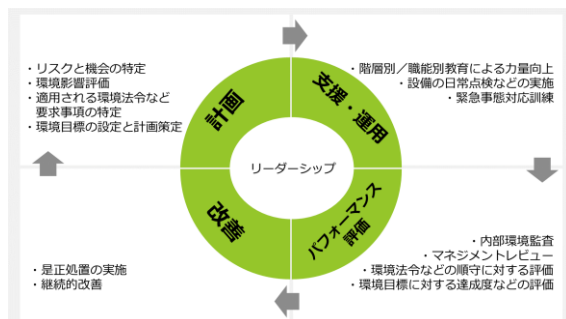 ・リスクと機会の特定
・環境影響評価
・適用される環境法令など
要求事項の特定
・環境目標の設定と計画策定
計画
支援・運用
・階層別／職能別教育による力量向上
・設備の日常点検などの実施
・緊急事態対応訓練
リーダーシップ
改善
パフォーマンス
評価
・是正処置の実施
・継続的改善
・内部環境監査
・マネジメントレビュー
・環境法令などの順守に対する評価
・環境目標に対する達成度などの評価